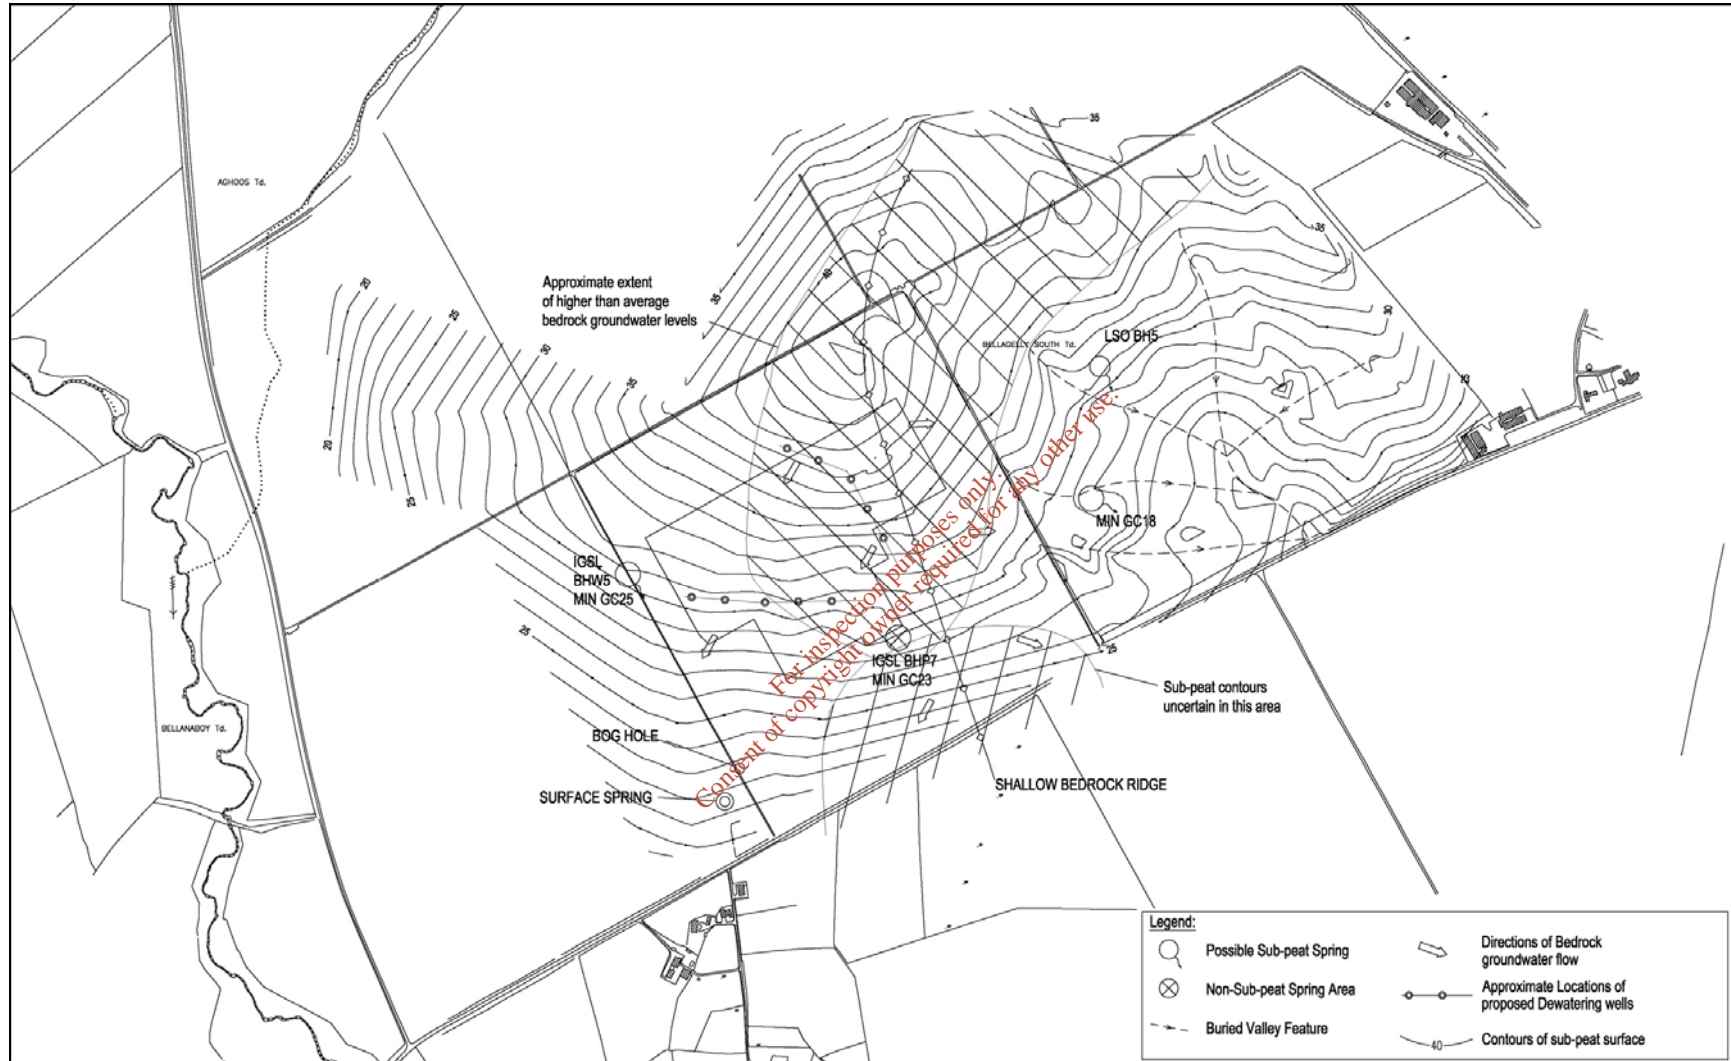 35
AGHOOS Td.
35
20
Approximate extent
of higher than average
bedrock groundwater levels
40
35
25
30
30
LSO BH5
BELLAGELLY SOUTH Td.
35
25
20
25
MIN GC18
IGSL
BHW5
MIN GC25
25
25
IGSL BHP7
MIN GC23
Sub-peat contours
uncertain in this area
BELLANABOY Td.
BOG HOLE
SURFACE SPRING
SHALLOW BEDROCK RIDGE
For inspection purposes only.
Consent of copyright owner required for any other use.
Legend:
Possible Sub-peat Spring
Non-Sub-peat Spring Area
Buried Valley Feature
Directions of Bedrock
groundwater flow
Approximate Locations of
proposed Dewatering wells
40
Contours of sub-peat surface